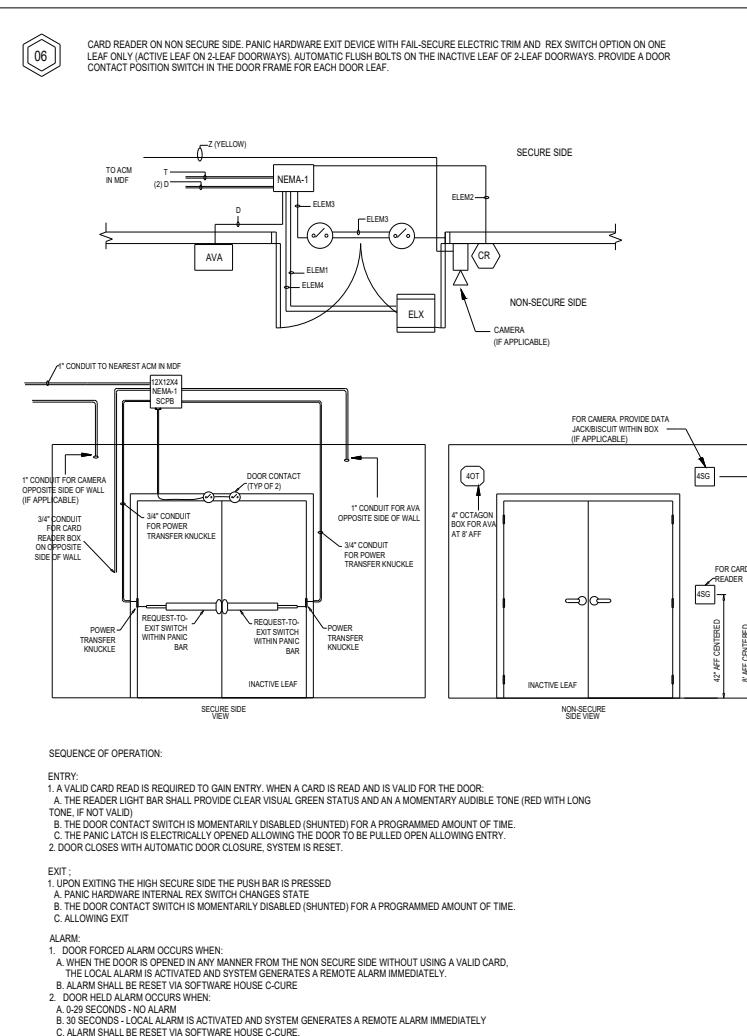 06
CARD READER ON NON SECURE SIDE. PANIC HARDWARE EXIT DEVICE WITH FAIL-SECURE ELECTRIC TRIM AND REX SWITCH OPTION ON ONE
LEAF ONLY (ACTIVE LEAF ON 2-LEAF DOORWAYS). AUTOMATIC FLUSH BOLTS ON THE INACTIVE LEAF OF 2-LEAF DOORWAYS. PROVIDE A DOOR
CONTACT POSITION SWITCH IN THE DOOR FRAME FOR EACH DOOR LEAF.
Z (YELLOW)
SECURE SIDE
TO ACM
IN MDF
T
(2) D
NEMA-1
ELEM3
ELEM2
D
ELEM3
AVA
CR
ELEM1
ELEM4
ELX
NON-SECURE SIDE
CAMERA
(IF APPLICABLE)
1" CONDUIT TO NEAREST ACM IN MDF
12X12X4
NEMA-1
SCPB
1" CONDUIT FOR CAMERA
OPPOSITE SIDE OF WALL
(IF APPLICABLE)
3/4" CONDUIT
FOR CARD
READER BOX
ON OPPOSITE
SIDE OF WALL
DOOR CONTACT
(TYP OF 2)
3/4" CONDUIT
FOR POWER
TRANSFER KNUCKLE
1" CONDUIT FOR AVA
OPPOSITE SIDE OF WALL
3/4" CONDUIT
FOR POWER
TRANSFER KNUCKLE
POWER
TRANSFER
KNUCKLE
REQUEST-TO-
EXIT SWITCH
WITHIN PANIC
BAR
REQUEST-TO-
EXIT SWITCH
WITHIN PANIC
BAR
POWER
TRANSFER
KNUCKLE
INACTIVE LEAF
SECURE SIDE
VIEW
FOR CAMERA. PROVIDE DATA
JACK/BISCUIT WITHIN BOX
(IF APPLICABLE)
4OT
4SG
4" OCTAGON
BOX FOR AVA
AT 8' AFF
FOR CARD
READER
4SG
42" AFF CENTERED
8' AFF CENTERED
INACTIVE LEAF
NON-SECURE
SIDE VIEW
SEQUENCE OF OPERATION:
ENTRY:
1. A VALID CARD READ IS REQUIRED TO GAIN ENTRY. WHEN A CARD IS READ AND IS VALID FOR THE DOOR:
A. THE READER LIGHT BAR SHALL PROVIDE CLEAR VISUAL GREEN STATUS AND AN A MOMENTARY AUDIBLE TONE (RED WITH LONG
TONE, IF NOT VALID)
B. THE DOOR CONTACT SWITCH IS MOMENTARILY DISABLED (SHUNTED) FOR A PROGRAMMED AMOUNT OF TIME.
C. THE PANIC LATCH IS ELECTRICALLY OPENED ALLOWING THE DOOR TO BE PULLED OPEN ALLOWING ENTRY.
2. DOOR CLOSES WITH AUTOMATIC DOOR CLOSURE, SYSTEM IS RESET.
EXIT ;
1. UPON EXITING THE HIGH SECURE SIDE THE PUSH BAR IS PRESSED
A. PANIC HARDWARE INTERNAL REX SWITCH CHANGES STATE
B. THE DOOR CONTACT SWITCH IS MOMENTARILY DISABLED (SHUNTED) FOR A PROGRAMMED AMOUNT OF TIME.
C. ALLOWING EXIT
ALARM:
1. DOOR FORCED ALARM OCCURS WHEN:
A. WHEN THE DOOR IS OPENED IN ANY MANNER FROM THE NON SECURE SIDE WITHOUT USING A VALID CARD,
THE LOCAL ALARM IS ACTIVATED AND SYSTEM GENERATES A REMOTE ALARM IMMEDIATELY.
B. ALARM SHALL BE RESET VIA SOFTWARE HOUSE C-CURE
2. DOOR HELD ALARM OCCURS WHEN:
A. 0-29 SECONDS - NO ALARM
B. 30 SECONDS - LOCAL ALARM IS ACTIVATED AND SYSTEM GENERATES A REMOTE ALARM IMMEDIATELY
C. ALARM SHALL BE RESET VIA SOFTWARE HOUSE C-CURE.